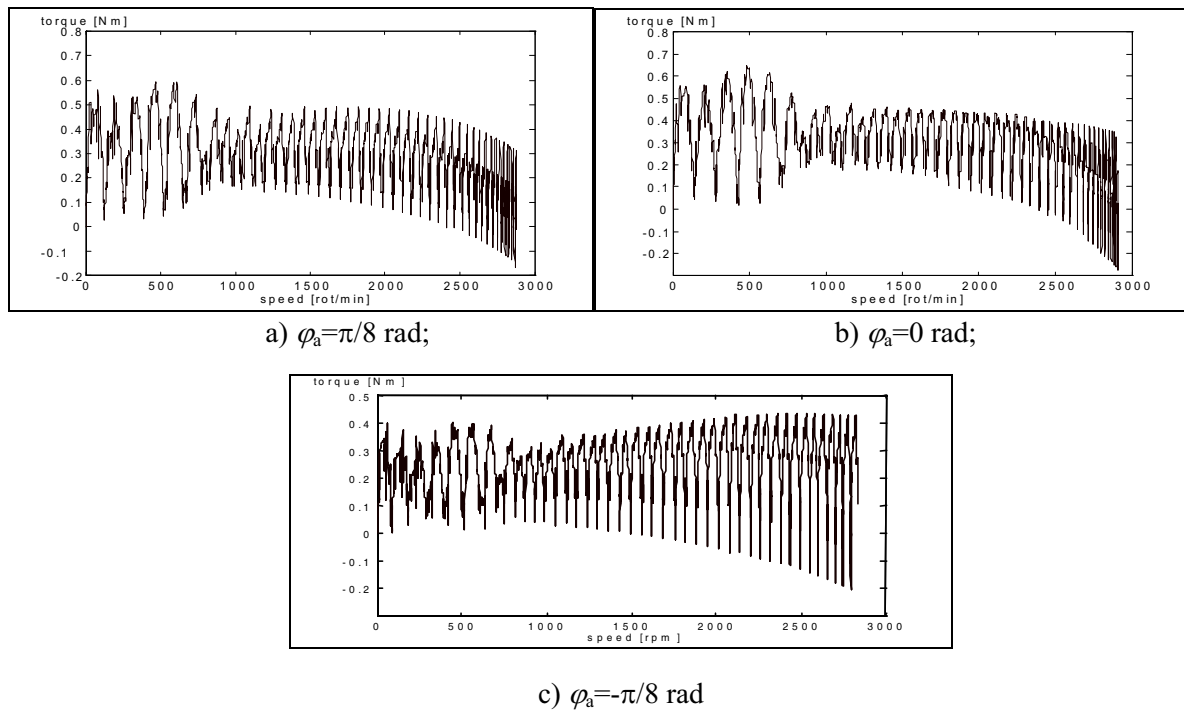 torque [Nm]
0.8
0.7
0.6
0.5
0.4
0.3
0.2
0.1
0
-0.1
-0.2
0 500 1000 1500 2000 2500 3000
speed [rot/min]
a) φa=π/8 rad;
torque [Nm]
0.8
0.7
0.6
0.5
0.4
0.3
0.2
0.1
0
-0.1
-0.2
0 500 1000 1500 2000 2500 3000
speed [rot/min]
b) φa=0 rad;
torque [Nm]
0.5
0.4
0.3
0.2
0.1
0
-0.1
-0.2
0 500 1000 1500 2000 2500 3000
speed [rpm]
c) φa=-π/8 rad